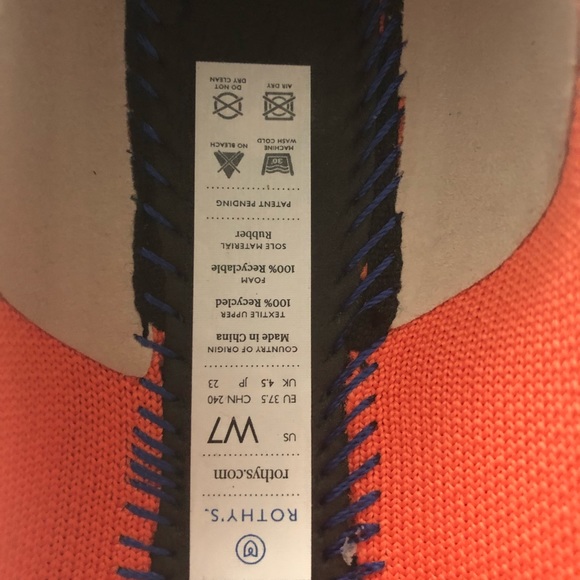 ROTHY'S.
rothys.com
US W7
EU 37.5 CHN 240
UK 4.5 JP 23
COUNTRY OF ORIGIN
Made in China
TEXTILE UPPER
100% Recycled
FOAM
100% Recyclable
SOLE MATERIAL
Rubber
PATENT PENDING
30°
MACHINE
WASH COLD
NO BLEACH
AIR DRY
DO NOT
DRY CLEAN